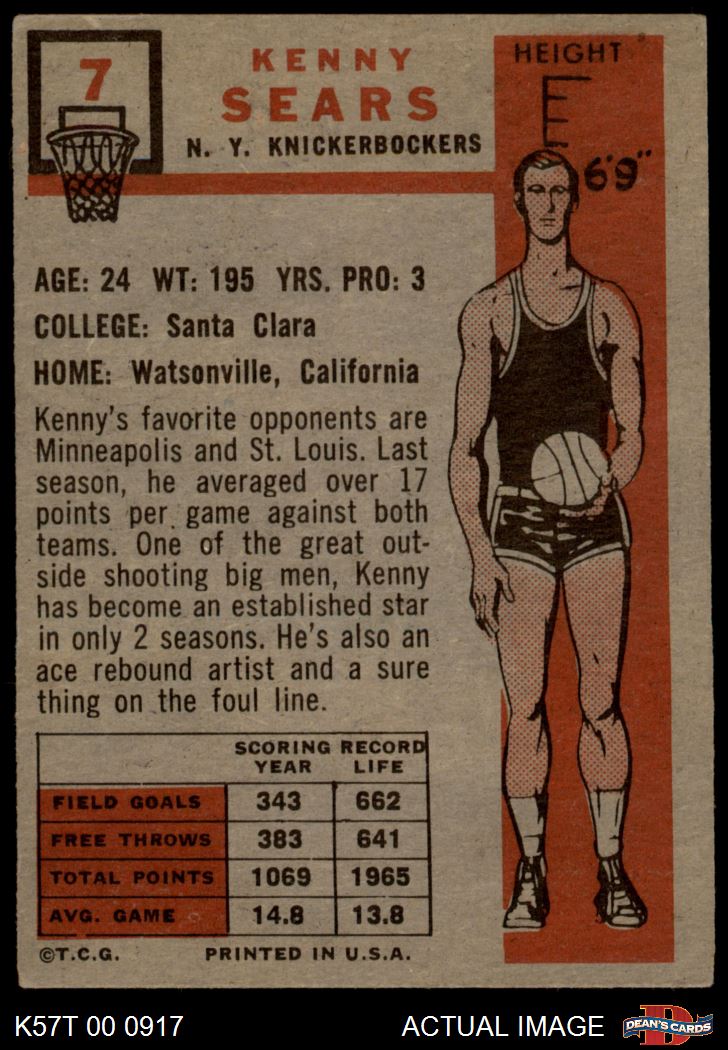 7
KENNY
SEARS
N. Y. KNICKERBOCKERS
HEIGHT
6'9"
AGE: 24 WT: 195 YRS. PRO: 3
COLLEGE: Santa Clara
HOME: Watsonville, California
Kenny's favorite opponents are
Minneapolis and St. Louis. Last
season, he averaged over 17
points per game against both
teams. One of the great out-
side shooting big men, Kenny
has become an established star
in only 2 seasons. He's also an
ace rebound artist and a sure
thing on the foul line.
SCORING RECORD
YEAR LIFE
FIELD GOALS 343 662
FREE THROWS 383 641
TOTAL POINTS 1069 1965
AVG. GAME 14.8 13.8
©T.C.G. PRINTED IN U.S.A.
K57T 00 0917 ACTUAL IMAGE DEAN'S CARDS